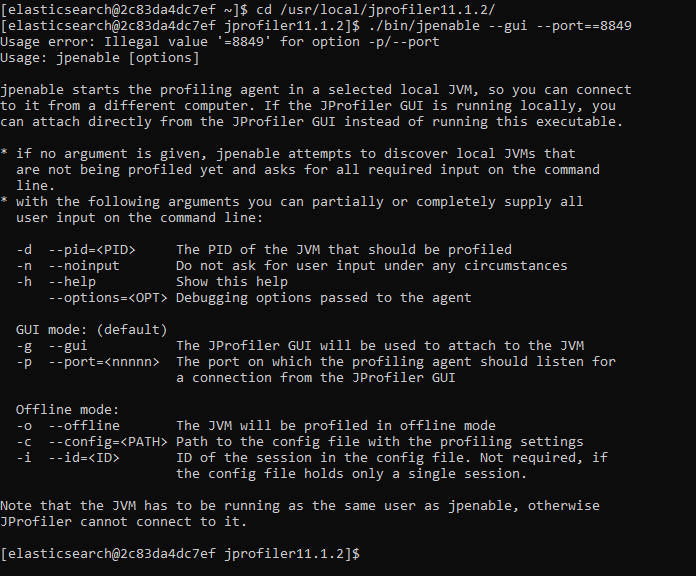 [elasticsearch@2c83da4dc7ef ~]$ cd /usr/local/jprofiler11.1.2/
[elasticsearch@2c83da4dc7ef jprofiler11.1.2]$ ./bin/jpenable --gui --port==8849
Usage error: Illegal value '=8849' for option -p/--port
Usage: jpenable [options]

jpenable starts the profiling agent in a selected local JVM, so you can connect
to it from a different computer. If the JProfiler GUI is running locally, you
can attach directly from the JProfiler GUI instead of running this executable.

* if no argument is given, jpenable attempts to discover local JVMs that
  are not being profiled yet and asks for all required input on the command
  line.
* with the following arguments you can partially or completely supply all
  user input on the command line:

  -d  --pid=<PID>     The PID of the JVM that should be profiled
  -n  --noinput       Do not ask for user input under any circumstances
  -h  --help          Show this help
      --options=<OPT> Debugging options passed to the agent

  GUI mode: (default)
  -g  --gui           The JProfiler GUI will be used to attach to the JVM
  -p  --port=<nnnnn>  The port on which the profiling agent should listen for
                      a connection from the JProfiler GUI

  Offline mode:
  -o  --offline       The JVM will be profiled in offline mode
  -c  --config=<PATH> Path to the config file with the profiling settings
  -i  --id=<ID>       ID of the session in the config file. Not required, if
                      the config file holds only a single session.

Note that the JVM has to be running as the same user as jpenable, otherwise
JProfiler cannot connect to it.

[elasticsearch@2c83da4dc7ef jprofiler11.1.2]$